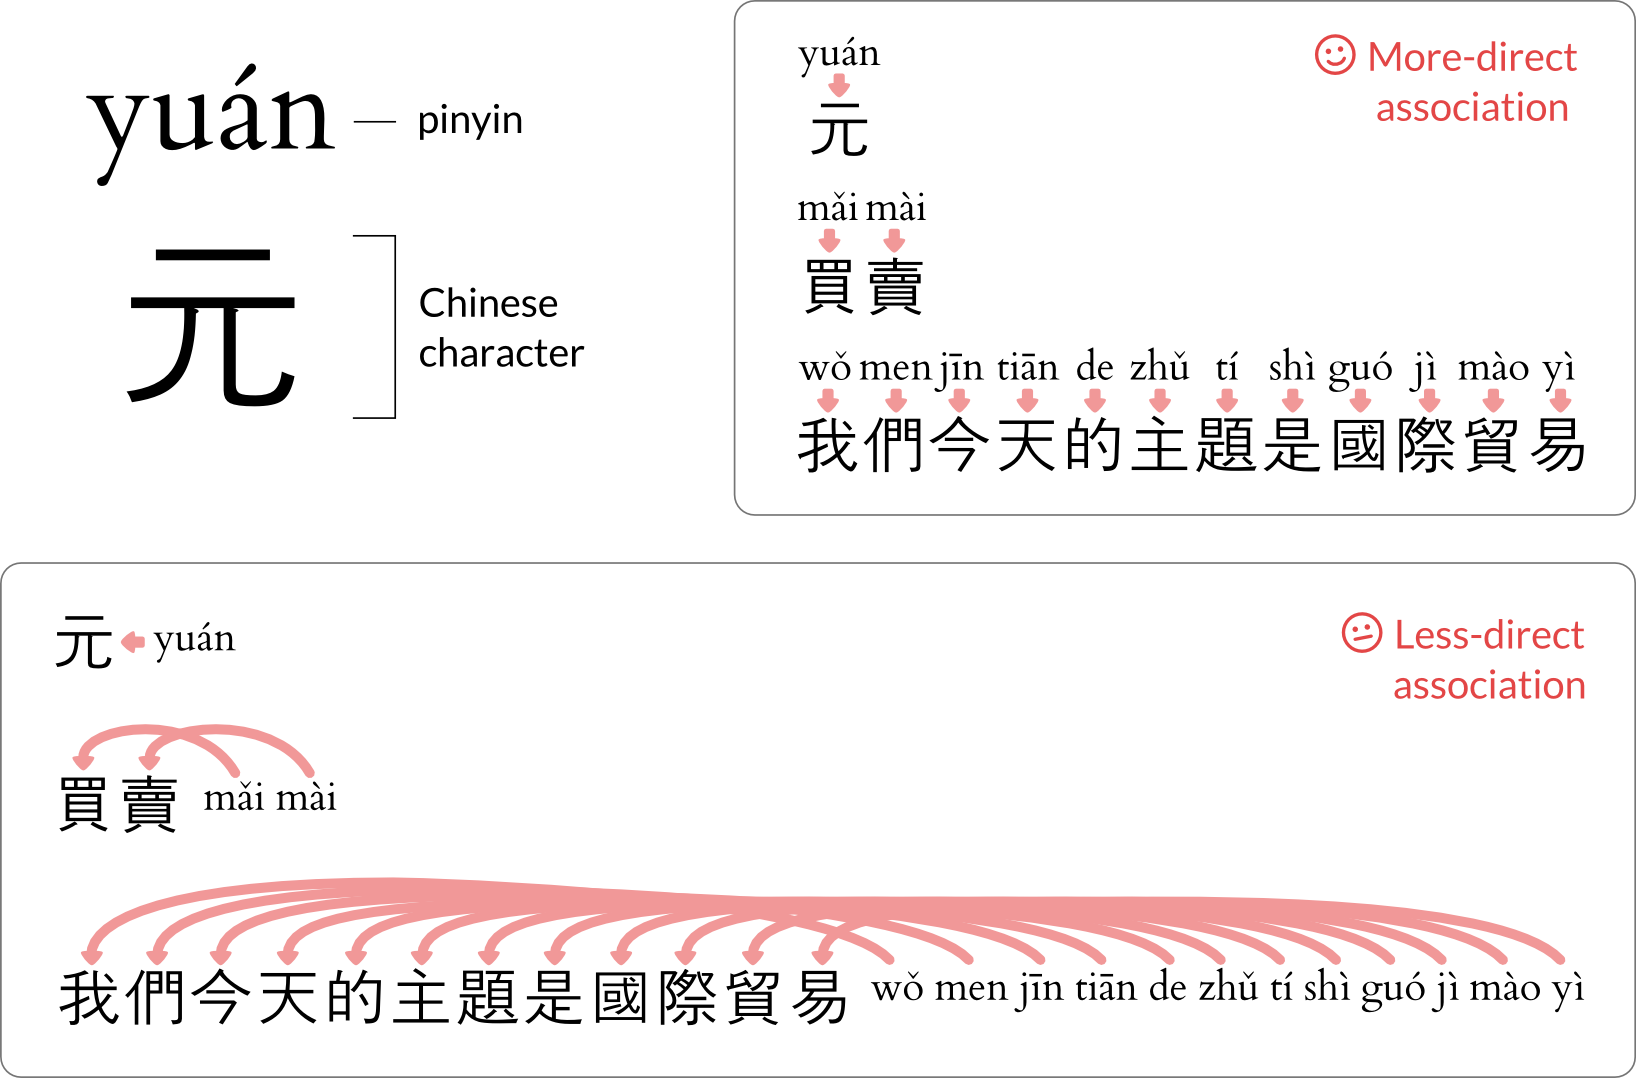 yuán
pinyin
元
Chinese
character
More-direct
association
yuán
元
mǎi mài
買賣
wǒ men jīn tiān de zhǔ tí shì guó jì mào yì
我們今天的主題是國際貿易
Less-direct
association
元 yuán
買賣 mǎi mài
我們今天的主題是國際貿易 wǒ men jīn tiān de zhǔ tí shì guó jì mào yì